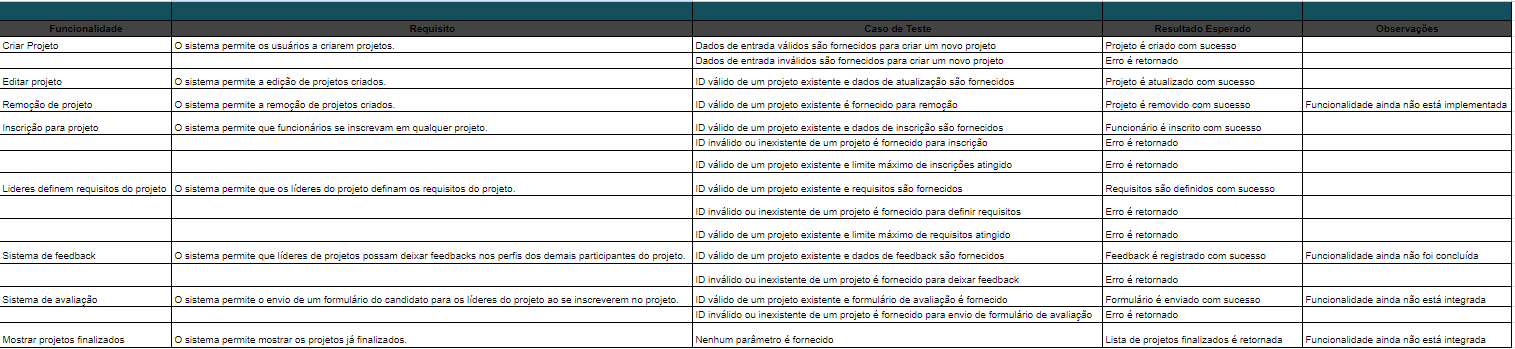 Funcionalidade Requisito Caso de Teste Resultado Esperado Observações
Criar Projeto O sistema permite os usuários a criarem projetos. Dados de entrada válidos são fornecidos para criar um novo projeto Projeto é criado com sucesso
Dados de entrada inválidos são fornecidos para criar um novo projeto Erro é retornado
Editar projeto O sistema permite a edição de projetos criados. ID válido de um projeto existente e dados de atualização são fornecidos Projeto é atualizado com sucesso
Remoção de projeto O sistema permite a remoção de projetos criados. ID válido de um projeto existente é fornecido para remoção Projeto é removido com sucesso Funcionalidade ainda não está implementada
Inscrição para projeto O sistema permite que funcionários se inscrevam em qualquer projeto. ID válido de um projeto existente e dados de inscrição são fornecidos Funcionário é inscrito com sucesso
ID inválido ou inexistente de um projeto é fornecido para inscrição Erro é retornado
ID válido de um projeto existente e limite máximo de inscrições atingido Erro é retornado
Lideres definem requisitos do projeto O sistema permite que os líderes do projeto definam os requisitos do projeto. ID válido de um projeto existente e requisitos são fornecidos Requisitos são definidos com sucesso
ID inválido ou inexistente de um projeto é fornecido para definir requisitos Erro é retornado
ID válido de um projeto existente e limite máximo de requisitos atingido Erro é retornado
Sistema de feedback O sistema permite que líderes de projetos possam deixar feedbacks nos perfis dos demais participantes do projeto. ID válido de um projeto existente e dados de feedback são fornecidos Feedback é registrado com sucesso Funcionalidade ainda não foi concluída
ID inválido ou inexistente de um projeto é fornecido para deixar feedback Erro é retornado
Sistema de avaliação O sistema permite o envio de um formulário do candidato para os líderes do projeto ao se inscreverem no projeto. ID válido de um projeto existente e formulário de avaliação é fornecido Formulário é enviado com sucesso Funcionalidade ainda não está integrada
ID inválido ou inexistente de um projeto é fornecido para envio de formulário de avaliação Erro é retornado
Mostrar projetos finalizados O sistema permite mostrar os projetos já finalizados. Nenhum parâmetro é fornecido Lista de projetos finalizados é retornada Funcionalidade ainda não está integrada